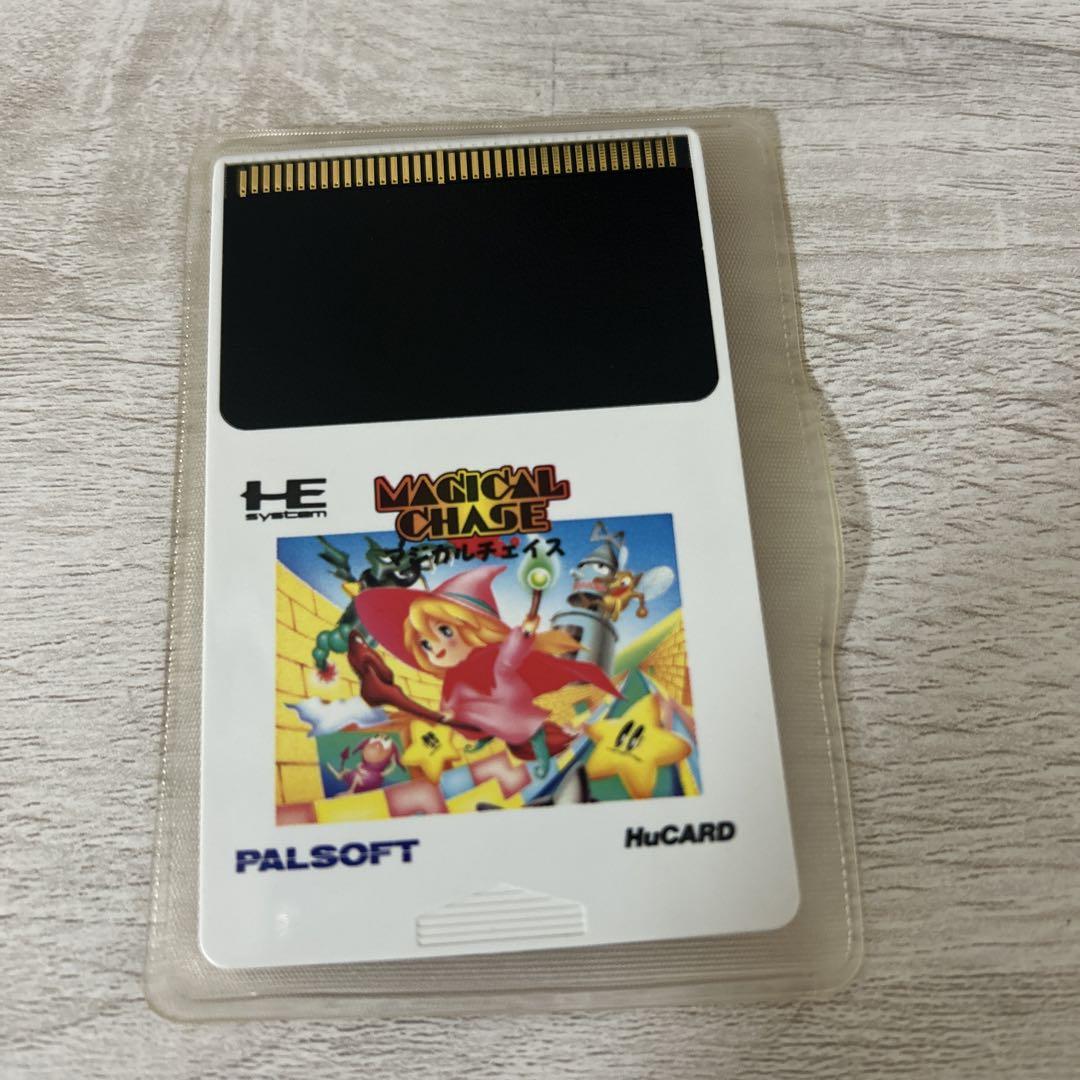 HE
system
MAGICAL
CHASE
マジカルチェイス
PALSOFT
HuCARD